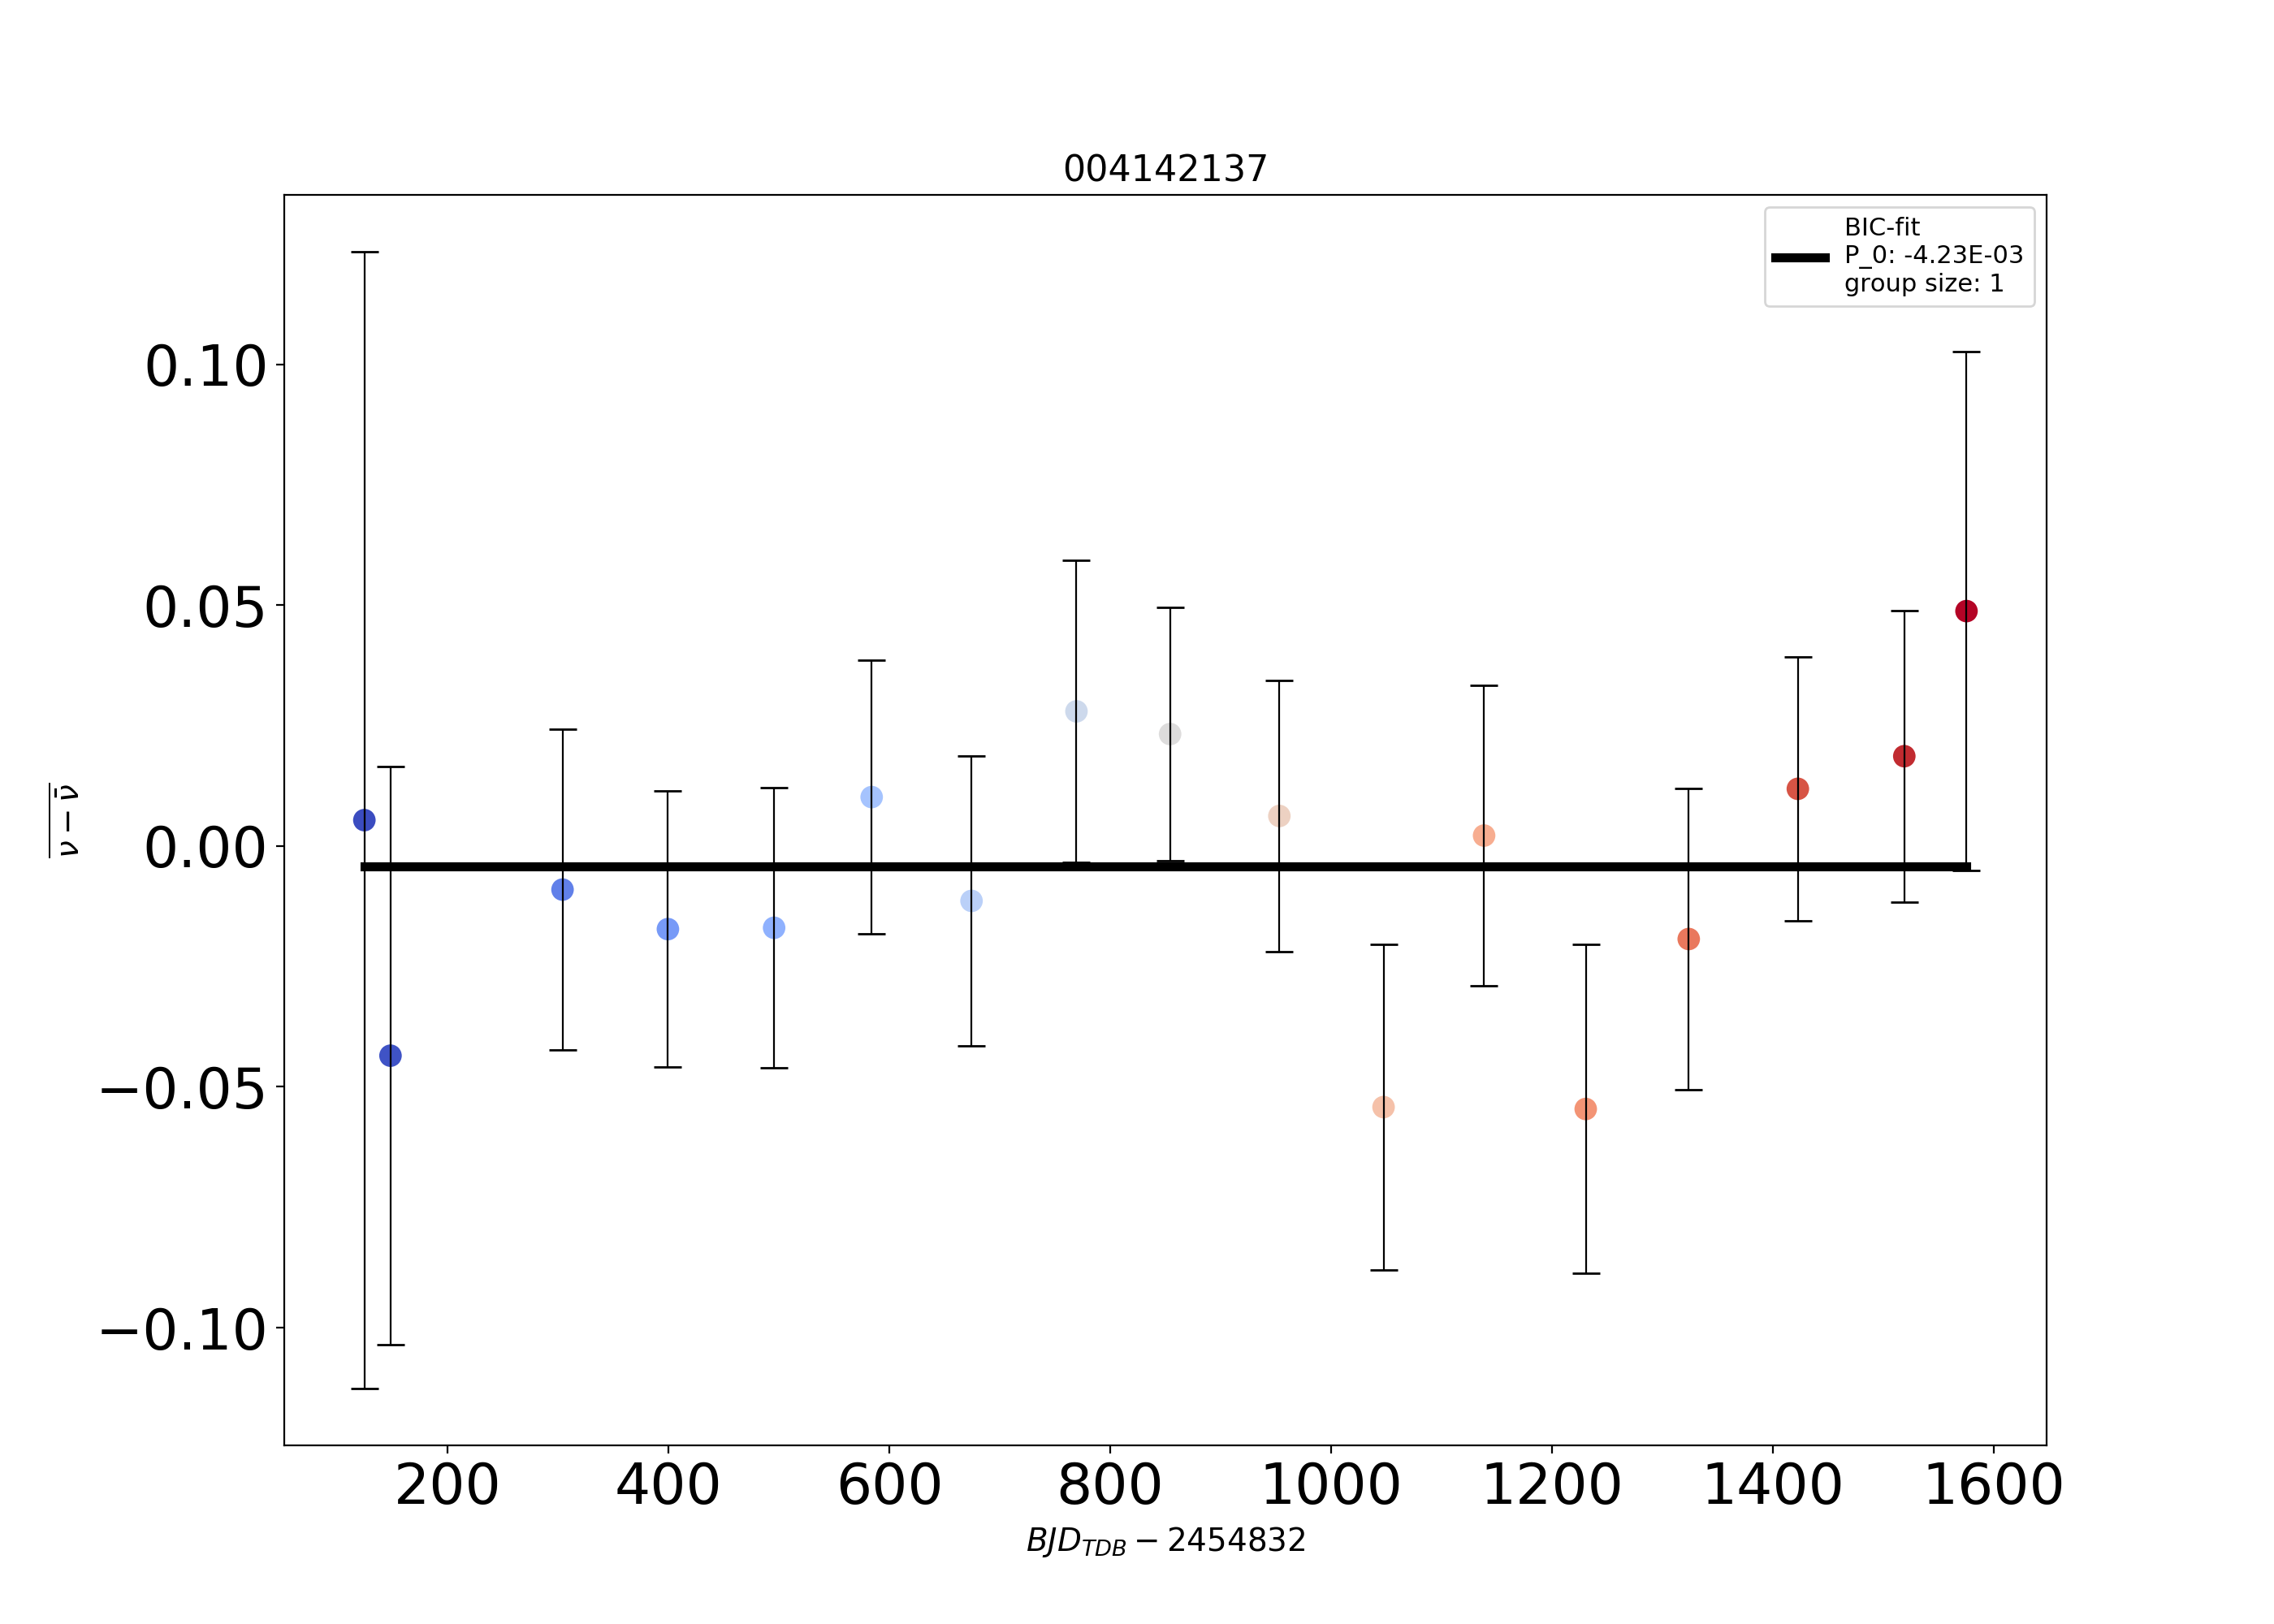 004142137
BIC-fit
P_0: -4.23E-03
group size: 1
0.10
0.05
0.00
−0.05
−0.10
ν − ν̄
200 400 600 800 1000 1200 1400 1600
BJD_TDB − 2454832